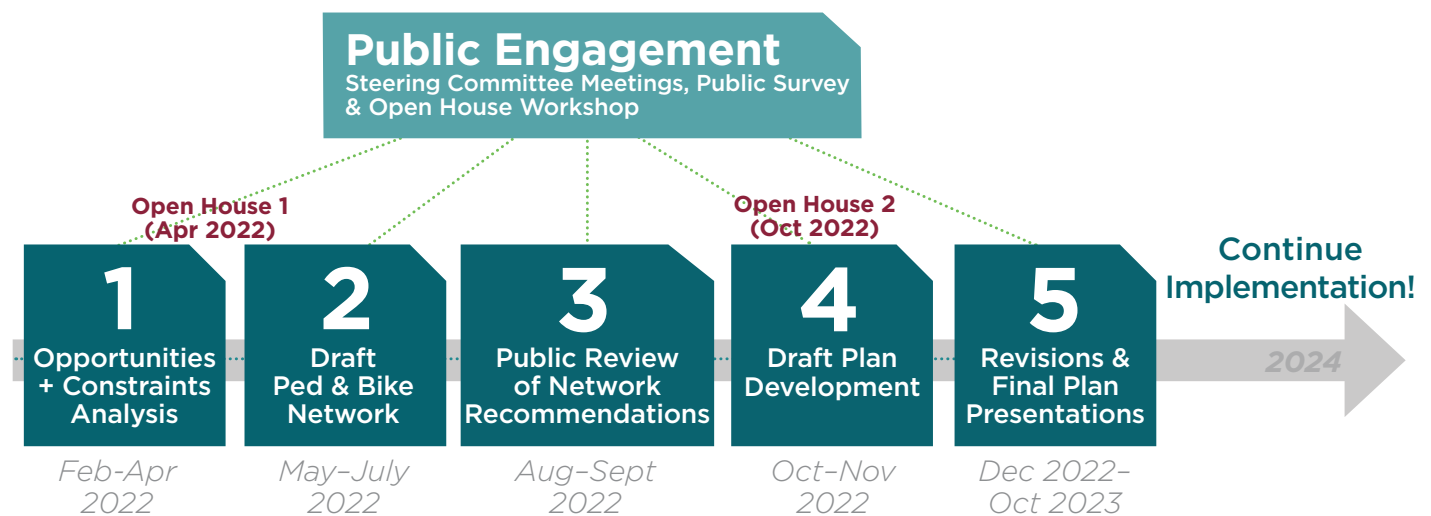 Public Engagement
Steering Committee Meetings, Public Survey
& Open House Workshop
Open House 1
(Apr 2022)
Open House 2
(Oct 2022)
1
Opportunities
+ Constraints
Analysis
Feb-Apr
2022
2
Draft
Ped & Bike
Network
May–July
2022
3
Public Review
of Network
Recommendations
Aug–Sept
2022
4
Draft Plan
Development
Oct–Nov
2022
5
Revisions &
Final Plan
Presentations
Dec 2022–
Oct 2023
Continue
Implementation!
2024